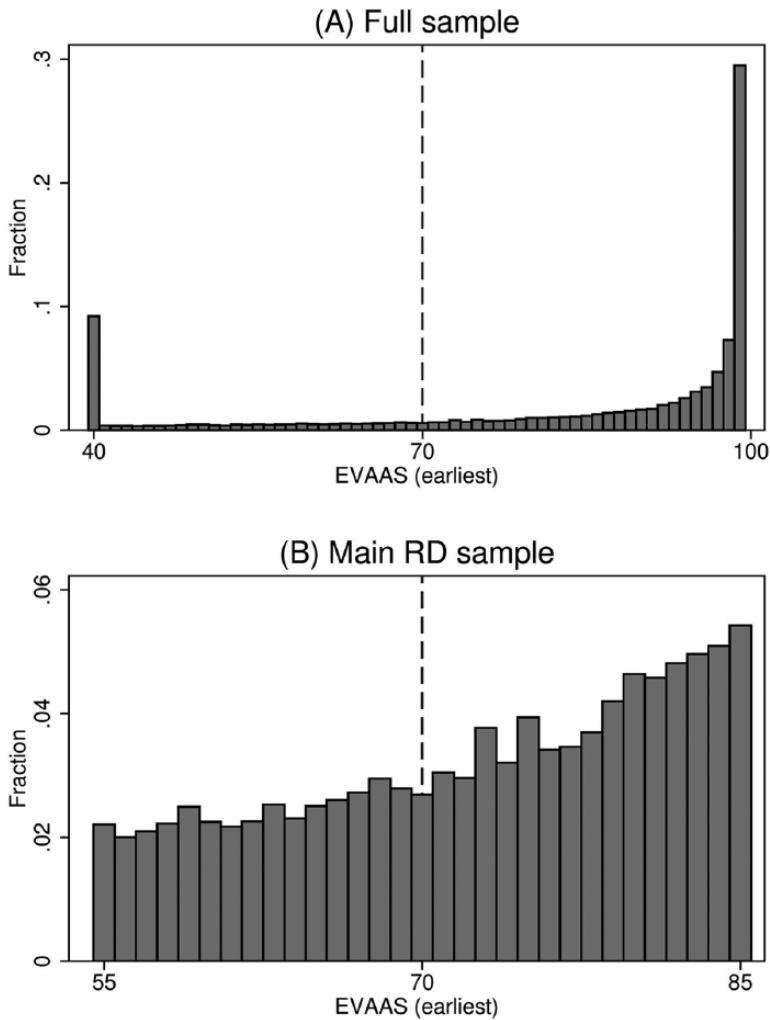 (A) Full sample
.3
.2
.1
0
Fraction
40 70 100
EVAAS (earliest)
(B) Main RD sample
.06
.04
.02
0
Fraction
55 70 85
EVAAS (earliest)